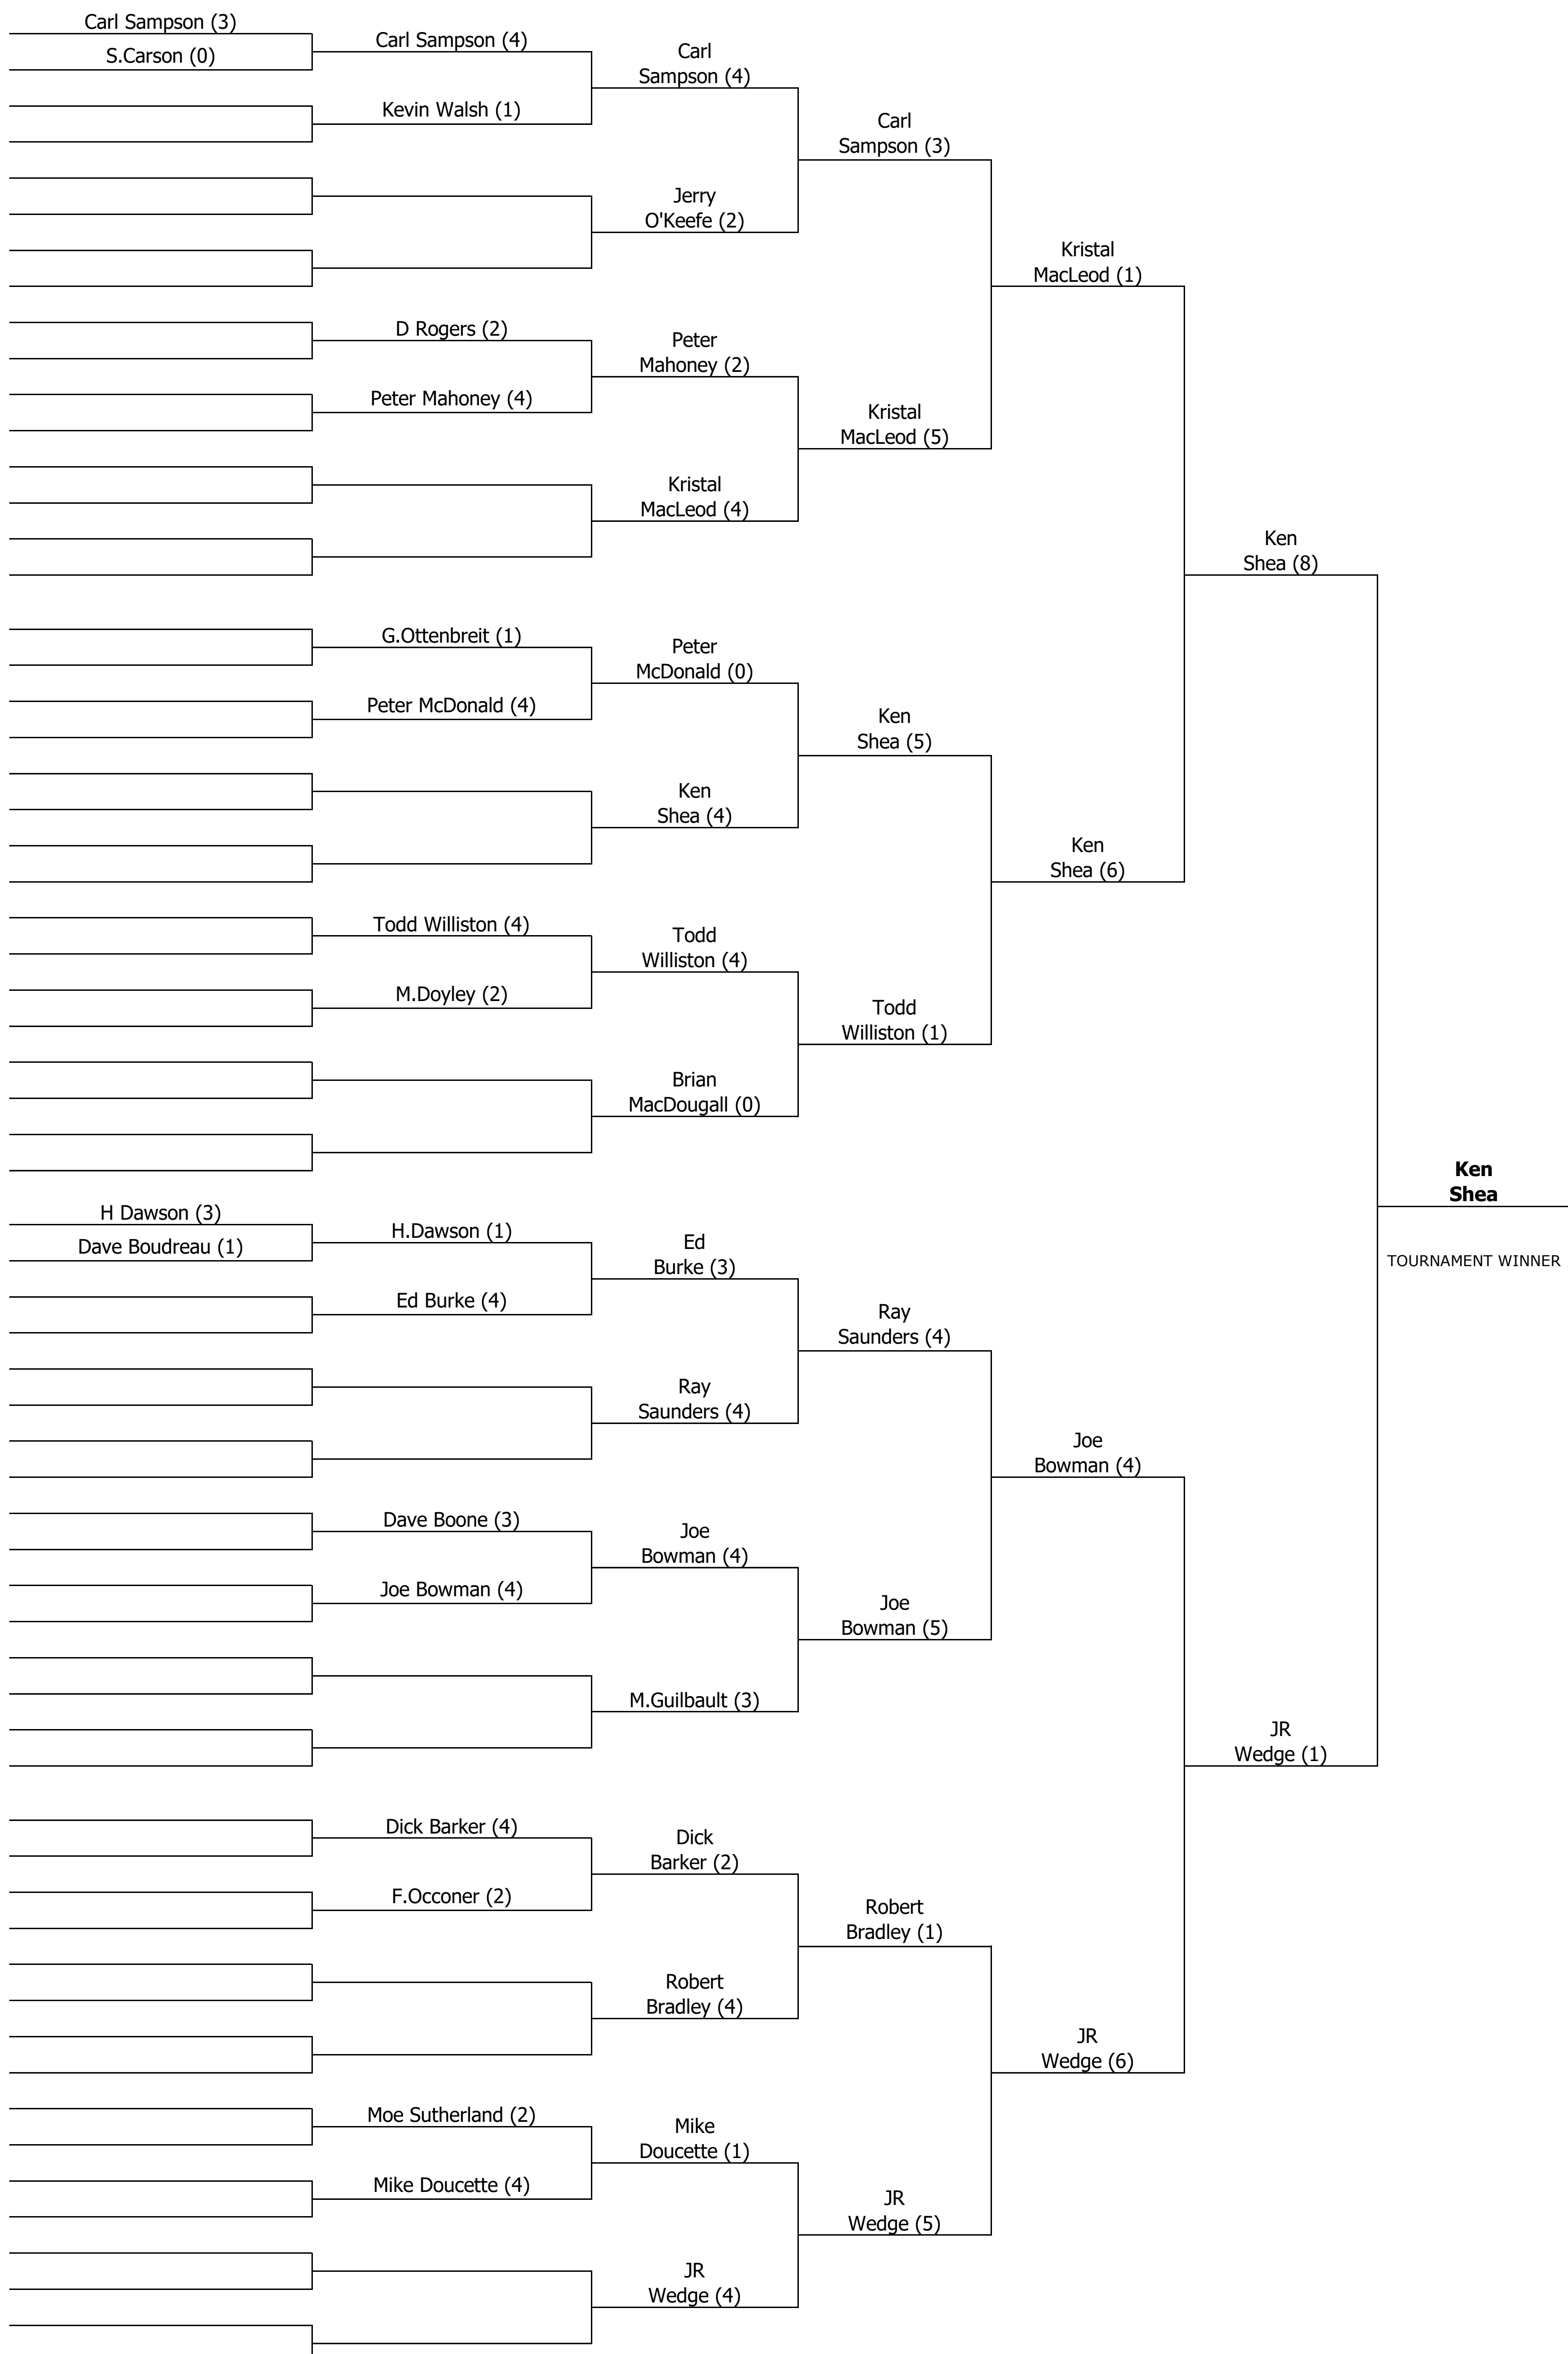 Carl Sampson (3)
S.Carson (0)
Carl Sampson (4)
Kevin Walsh (1)
Carl
Sampson (4)
Jerry
O'Keefe (2)
Carl
Sampson (3)
D Rogers (2)
Peter Mahoney (4)
Peter
Mahoney (2)
Kristal
MacLeod (4)
Kristal
MacLeod (5)
Kristal
MacLeod (1)
G.Ottenbreit (1)
Peter McDonald (4)
Peter
McDonald (0)
Ken
Shea (4)
Ken
Shea (5)
Todd Williston (4)
M.Doyley (2)
Todd
Williston (4)
Brian
MacDougall (0)
Todd
Williston (1)
Ken
Shea (6)
Ken
Shea (8)
H Dawson (3)
Dave Boudreau (1)
H.Dawson (1)
Ed Burke (4)
Ed
Burke (3)
Ray
Saunders (4)
Ray
Saunders (4)
Dave Boone (3)
Joe Bowman (4)
Joe
Bowman (4)
M.Guilbault (3)
Joe
Bowman (5)
Joe
Bowman (4)
Dick Barker (4)
F.Occoner (2)
Dick
Barker (2)
Robert
Bradley (4)
Robert
Bradley (1)
Moe Sutherland (2)
Mike Doucette (4)
Mike
Doucette (1)
JR
Wedge (4)
JR
Wedge (5)
JR
Wedge (6)
JR
Wedge (1)
Ken
Shea
TOURNAMENT WINNER